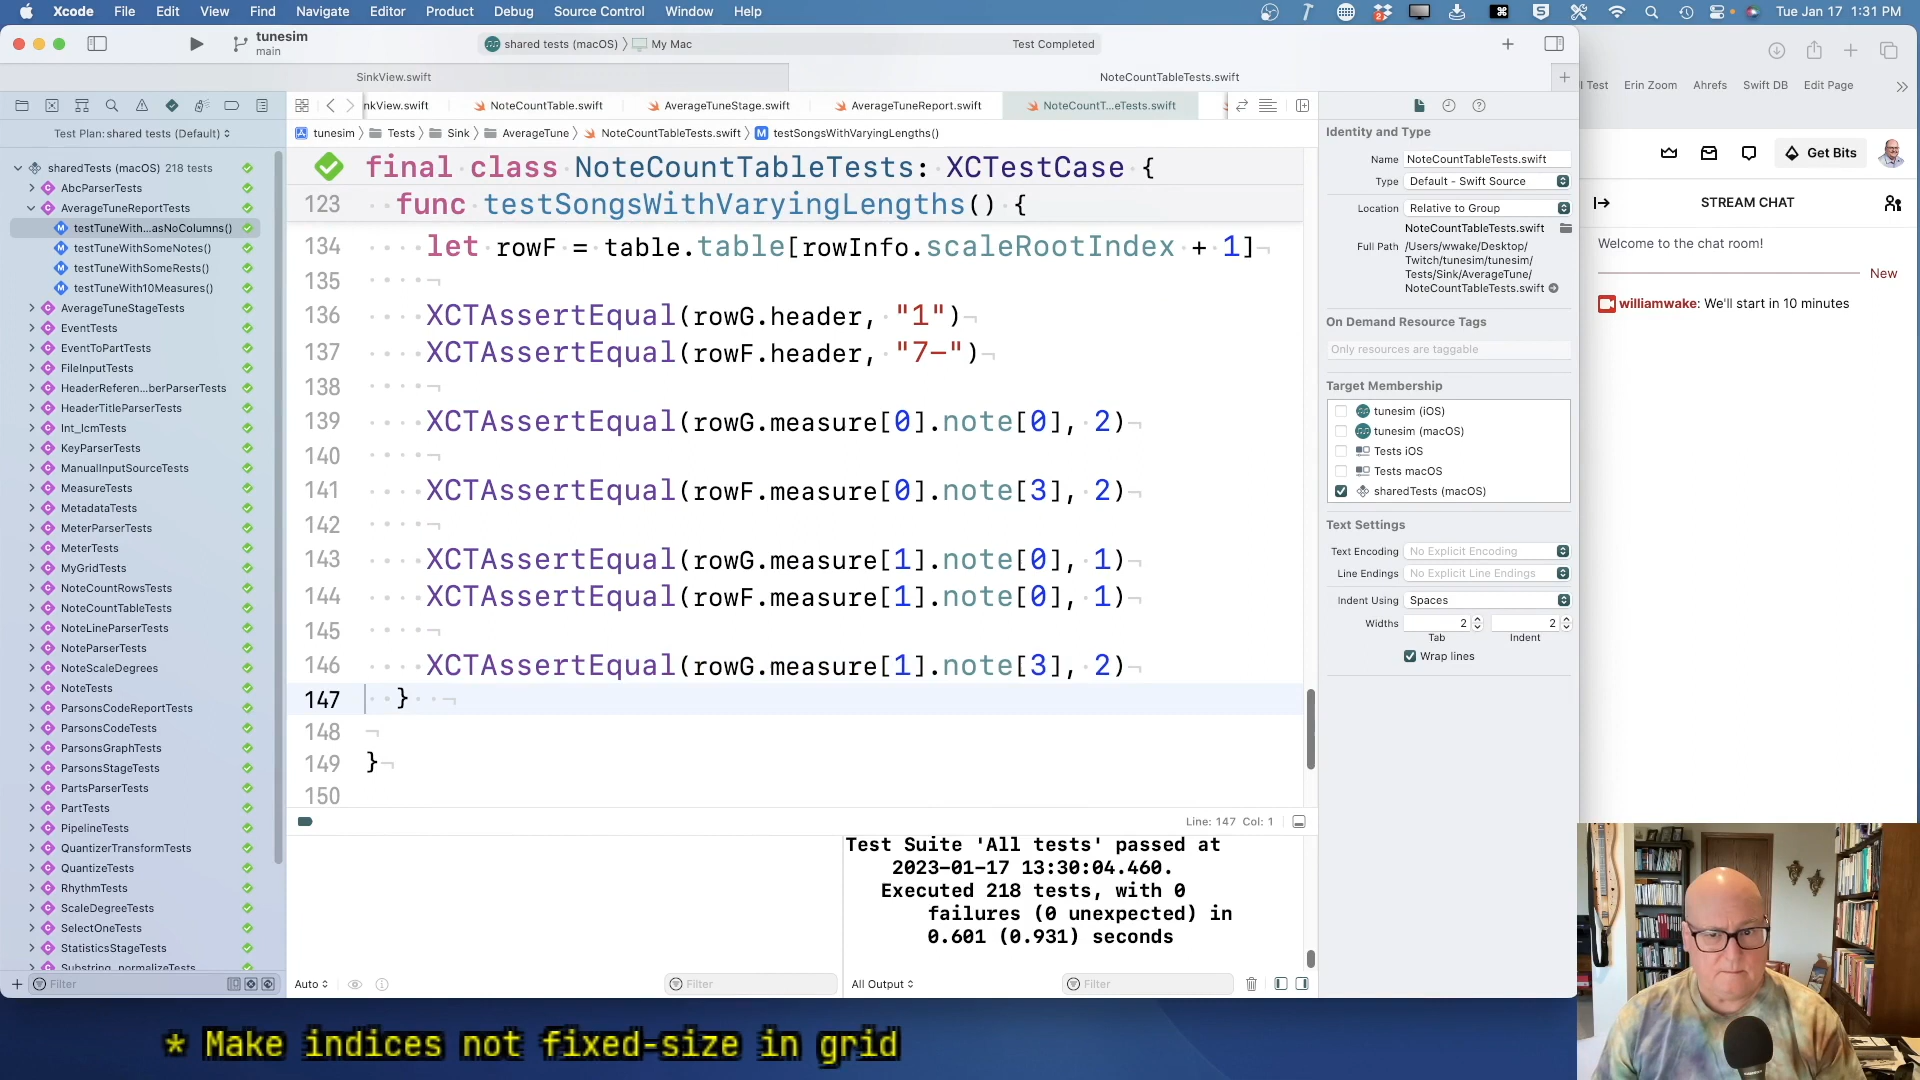 Xcode File Edit View Find Navigate Editor Product Debug Source Control Window Help Tue Jan 17 1:31 PM
tunesim
main
shared tests (macOS) My Mac Test Completed
SinkView.swift NoteCountTableTests.swift
nkView.swift NoteCountTable.swift AverageTuneStage.swift AverageTuneReport.swift NoteCountT...eTests.swift
tunesim Tests Sink AverageTune NoteCountTableTests.swift M testSongsWithVaryingLengths()
Test Plan: shared tests (Default)
sharedTests (macOS) 218 tests
AbcParserTests
AverageTuneReportTests
testTuneWith...asNoColumns()
testTuneWithSomeNotes()
testTuneWithSomeRests()
testTuneWith10Measures()
AverageTuneStageTests
EventTests
EventToPartTests
FileInputTests
HeaderReferen...berParserTests
HeaderTitleParserTests
Int_lcmTests
KeyParserTests
ManualInputSourceTests
MeasureTests
MetadataTests
MeterParserTests
MeterTests
MyGridTests
NoteCountRowsTests
NoteCountTableTests
NoteLineParserTests
NoteParserTests
NoteScaleDegrees
NoteTests
ParsonsCodeReportTests
ParsonsCodeTests
ParsonsGraphTests
ParsonsStageTests
PartsParserTests
PartTests
PipelineTests
QuantizerTransformTests
QuantizeTests
RhythmTests
ScaleDegreeTests
SelectOneTests
StatisticsStageTests
Substring_normalizeTests
Filter
final class NoteCountTableTests: XCTestCase {
123 func testSongsWithVaryingLengths() {
134 let rowF = table.table[rowInfo.scaleRootIndex + 1]
135
136 XCTAssertEqual(rowG.header, "1")
137 XCTAssertEqual(rowF.header, "7-")
138
139 XCTAssertEqual(rowG.measure[0].note[0], 2)
140
141 XCTAssertEqual(rowF.measure[0].note[3], 2)
142
143 XCTAssertEqual(rowG.measure[1].note[0], 1)
144 XCTAssertEqual(rowF.measure[1].note[0], 1)
145
146 XCTAssertEqual(rowG.measure[1].note[3], 2)
147 }
148
149 }
150
Line: 147 Col: 1
Test Suite 'All tests' passed at
2023-01-17 13:30:04.460.
Executed 218 tests, with 0
failures (0 unexpected) in
0.601 (0.931) seconds
Auto Filter All Output Filter
Identity and Type
Name NoteCountTableTests.swift
Type Default - Swift Source
Location Relative to Group
NoteCountTableTests.swift
Full Path /Users/wwake/Desktop/
Twitch/tunesim/tunesim/
Tests/Sink/AverageTune/
NoteCountTableTests.swift
On Demand Resource Tags
Only resources are taggable
Target Membership
tunesim (iOS)
tunesim (macOS)
Tests iOS
Tests macOS
sharedTests (macOS)
Text Settings
Text Encoding No Explicit Encoding
Line Endings No Explicit Line Endings
Indent Using Spaces
Widths 2 2
Tab Indent
Wrap lines
l Test Erin Zoom Ahrefs Swift DB Edit Page
Get Bits
STREAM CHAT
Welcome to the chat room!
New
williamwake: We'll start in 10 minutes
* Make indices not fixed-size in grid